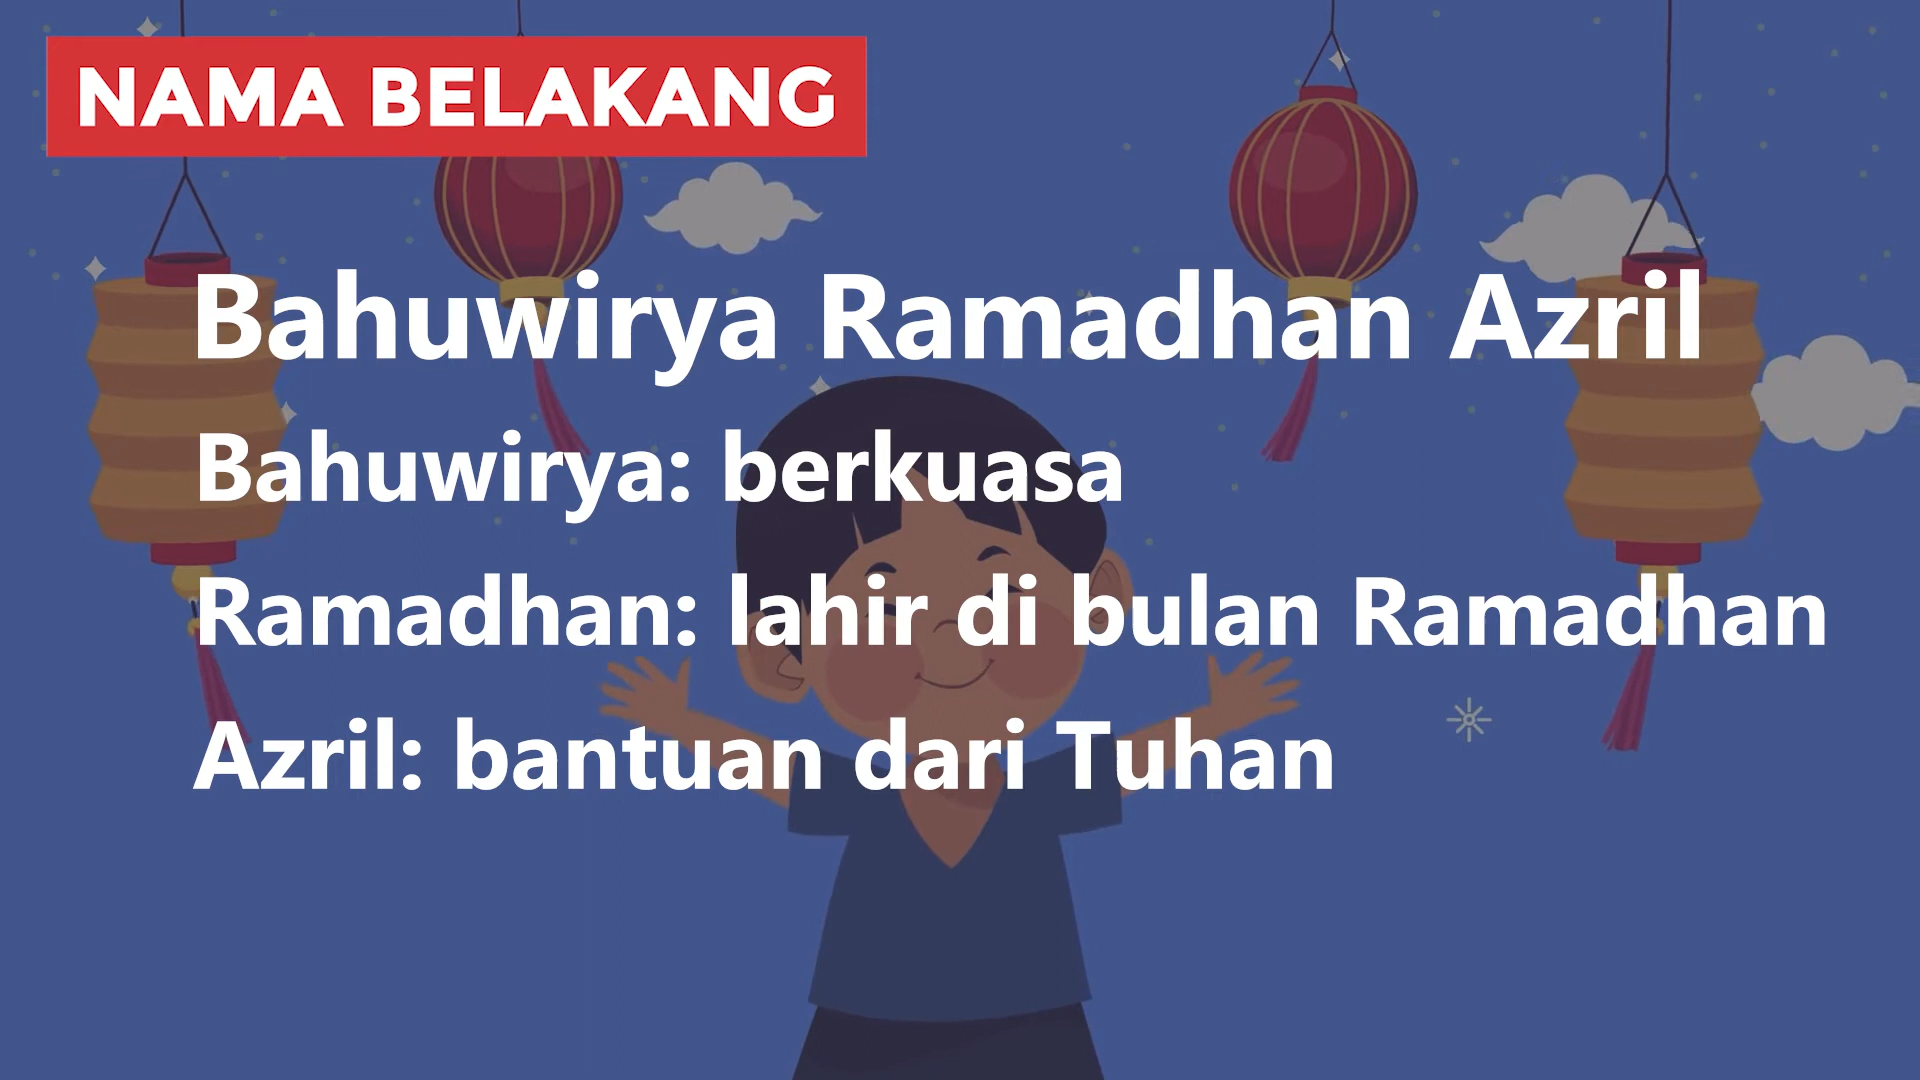 NAMA BELAKANG
Bahuwirya Ramadhan Azril
Bahuwirya: berkuasa
Ramadhan: lahir di bulan Ramadhan
Azril: bantuan dari Tuhan